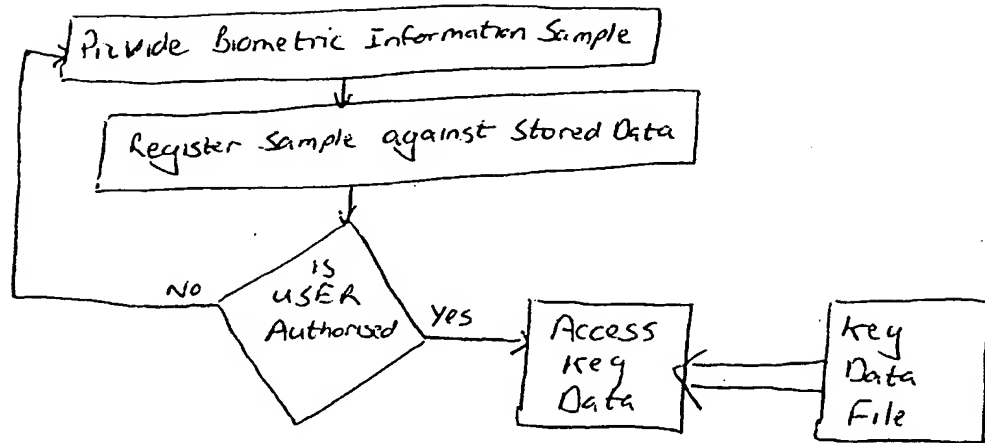 Provide Biometric Information Sample
Register Sample against Stored Data
IS
USER
Authorised
No
Yes
Access
Key
Data
Key
Data
File